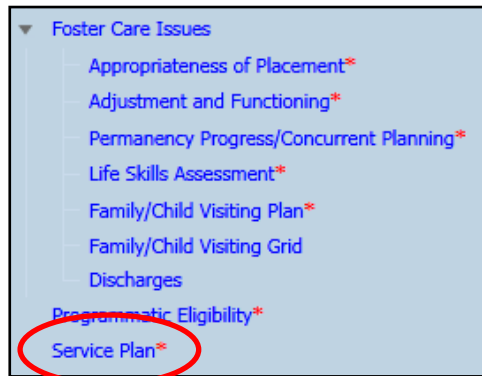 Foster Care Issues
Appropriateness of Placement*
Adjustment and Functioning*
Permanency Progress/Concurrent Planning*
Life Skills Assessment*
Family/Child Visiting Plan*
Family/Child Visiting Grid
Discharges
Programmatic Eligibility*
Service Plan*